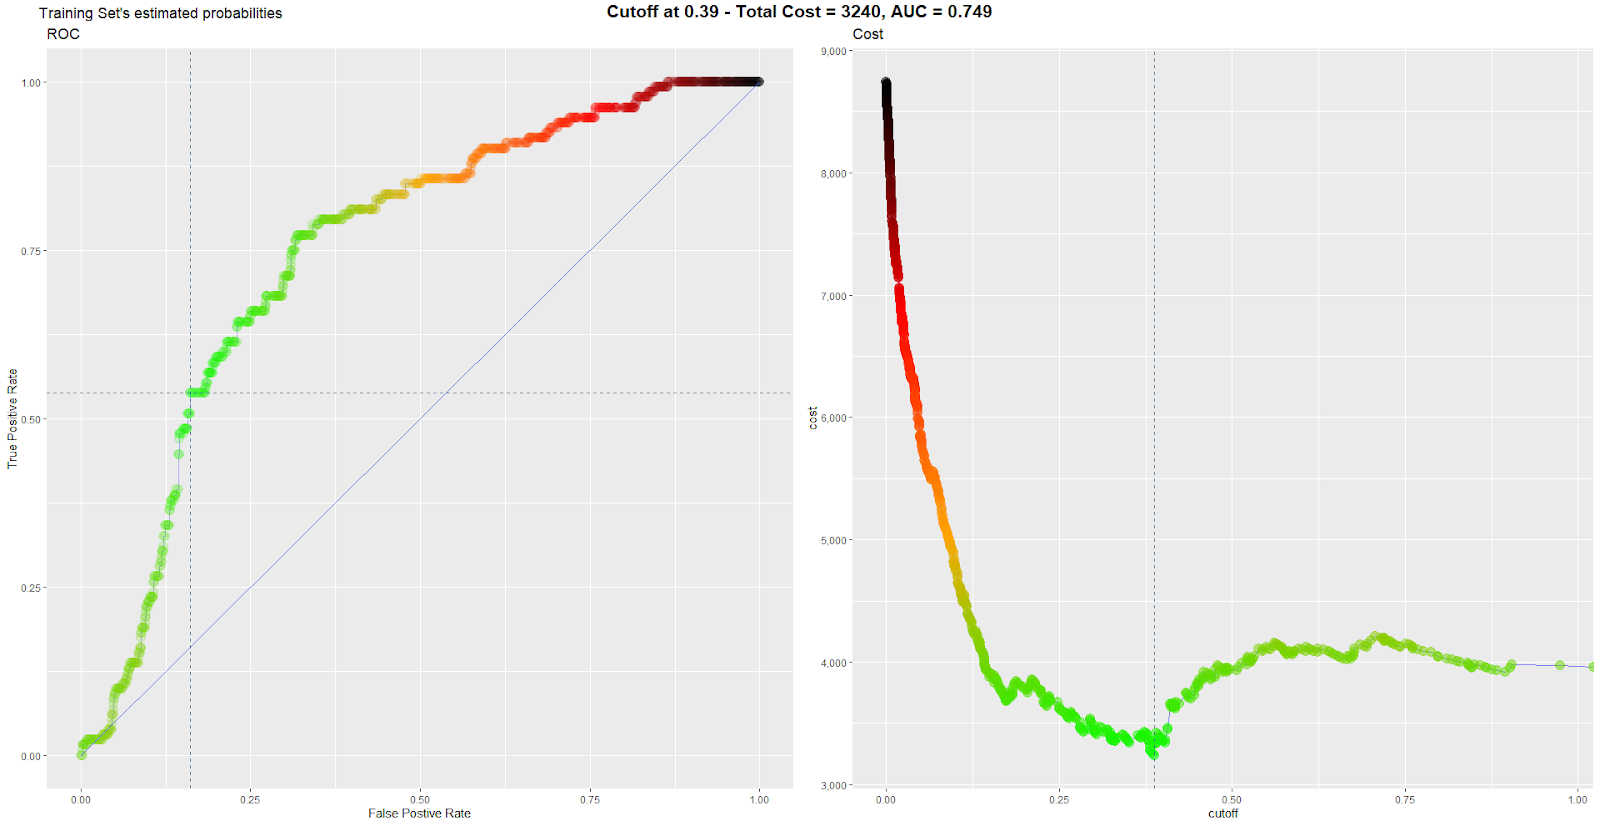 Training Set's estimated probabilities
Cutoff at 0.39 - Total Cost = 3240, AUC = 0.749
ROC
1.00
0.75
0.50
0.25
0.00
True Positive Rate
0.00 0.25 0.50 0.75 1.00
False Postive Rate
Cost
9,000
8,000
7,000
6,000
5,000
4,000
3,000
cost
0.00 0.25 0.50 0.75 1.00
cutoff